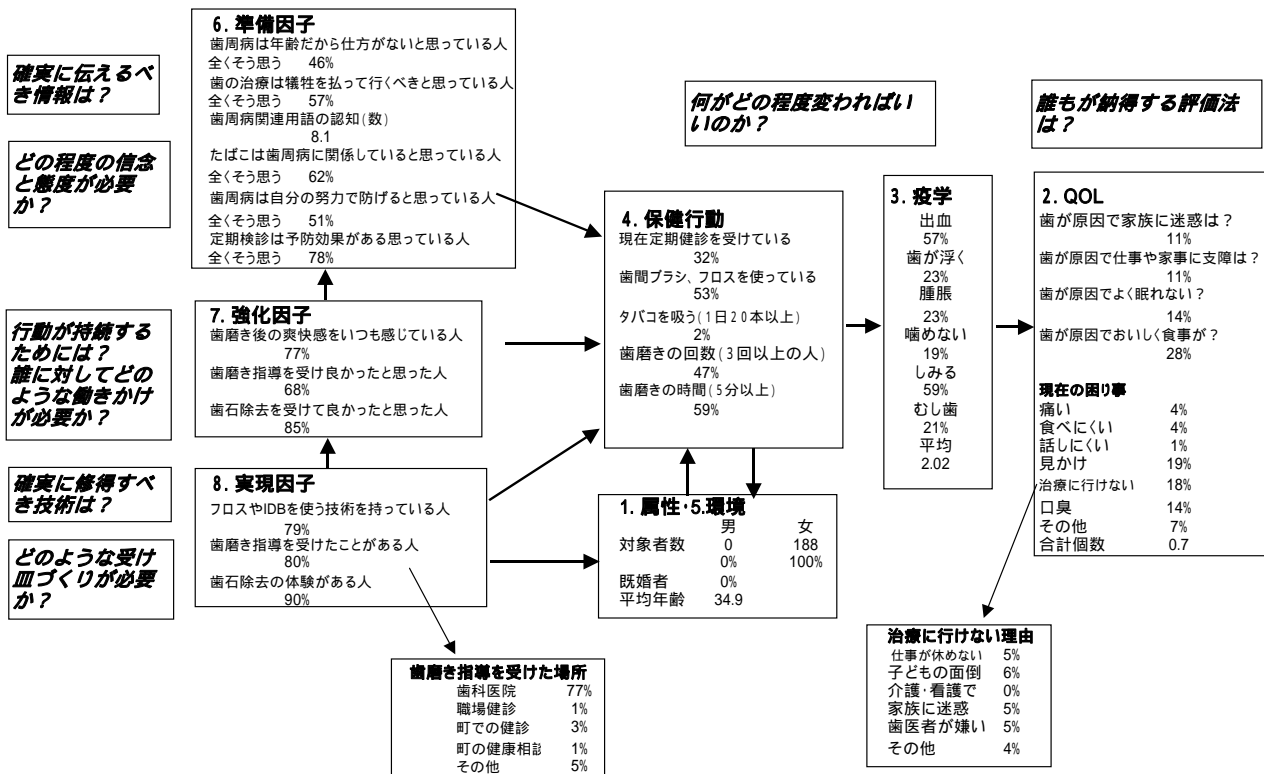 6. 準備因子
歯周病は年齢だから仕方がないと思っている人
全くそう思う 46%
歯の治療は犠牲を払って行くべきと思っている人
全くそう思う 57%
歯周病関連用語の認知(数)
8.1
たばこは歯周病に関係していると思っている人
全くそう思う 62%
歯周病は自分の努力で防げると思っている人
全くそう思う 51%
定期検診は予防効果がある思っている人
全くそう思う 78%
確実に伝えるべ
き情報は?
どの程度の信念
と態度が必要
か?
行動が持続する
ためには?
誰に対してどの
ような働きかけ
が必要か?
確実に修得すべ
き技術は?
どのような受け
皿づくりが必要
か?
7. 強化因子
歯磨き後の爽快感をいつも感じている人
77%
歯磨き指導を受け良かったと思った人
68%
歯石除去を受けて良かったと思った人
85%
8. 実現因子
フロスやIDBを使う技術を持っている人
79%
歯磨き指導を受けたことがある人
80%
歯石除去の体験がある人
90%
歯磨き指導を受けた場所
歯科医院 77%
職場健診 1%
町での健診 3%
町の健康相談 1%
その他 5%
何がどの程度変わればい
いのか?
4. 保健行動
現在定期健診を受けている
32%
歯間ブラシ、フロスを使っている
53%
タバコを吸う(1日20本以上)
2%
歯磨きの回数(3回以上の人)
47%
歯磨きの時間(5分以上)
59%
1. 属性・5.環境
男 女
対象者数 0 188
0% 100%
既婚者 0%
平均年齢 34.9
3. 疫学
出血
57%
歯が浮く
23%
腫脹
23%
噛めない
19%
しみる
59%
むし歯
21%
平均
2.02
誰もが納得する評価法
は?
2. QOL
歯が原因で家族に迷惑は?
11%
歯が原因で仕事や家事に支障は?
11%
歯が原因でよく眠れない?
14%
歯が原因でおいしく食事が?
28%
現在の困り事
痛い 4%
食べにくい 4%
話しにくい 1%
見かけ 19%
治療に行けない 18%
口臭 14%
その他 7%
合計個数 0.7
治療に行けない理由
仕事が休めない 5%
子どもの面倒 6%
介護・看護で 0%
家族に迷惑 5%
歯医者が嫌い 5%
その他 4%